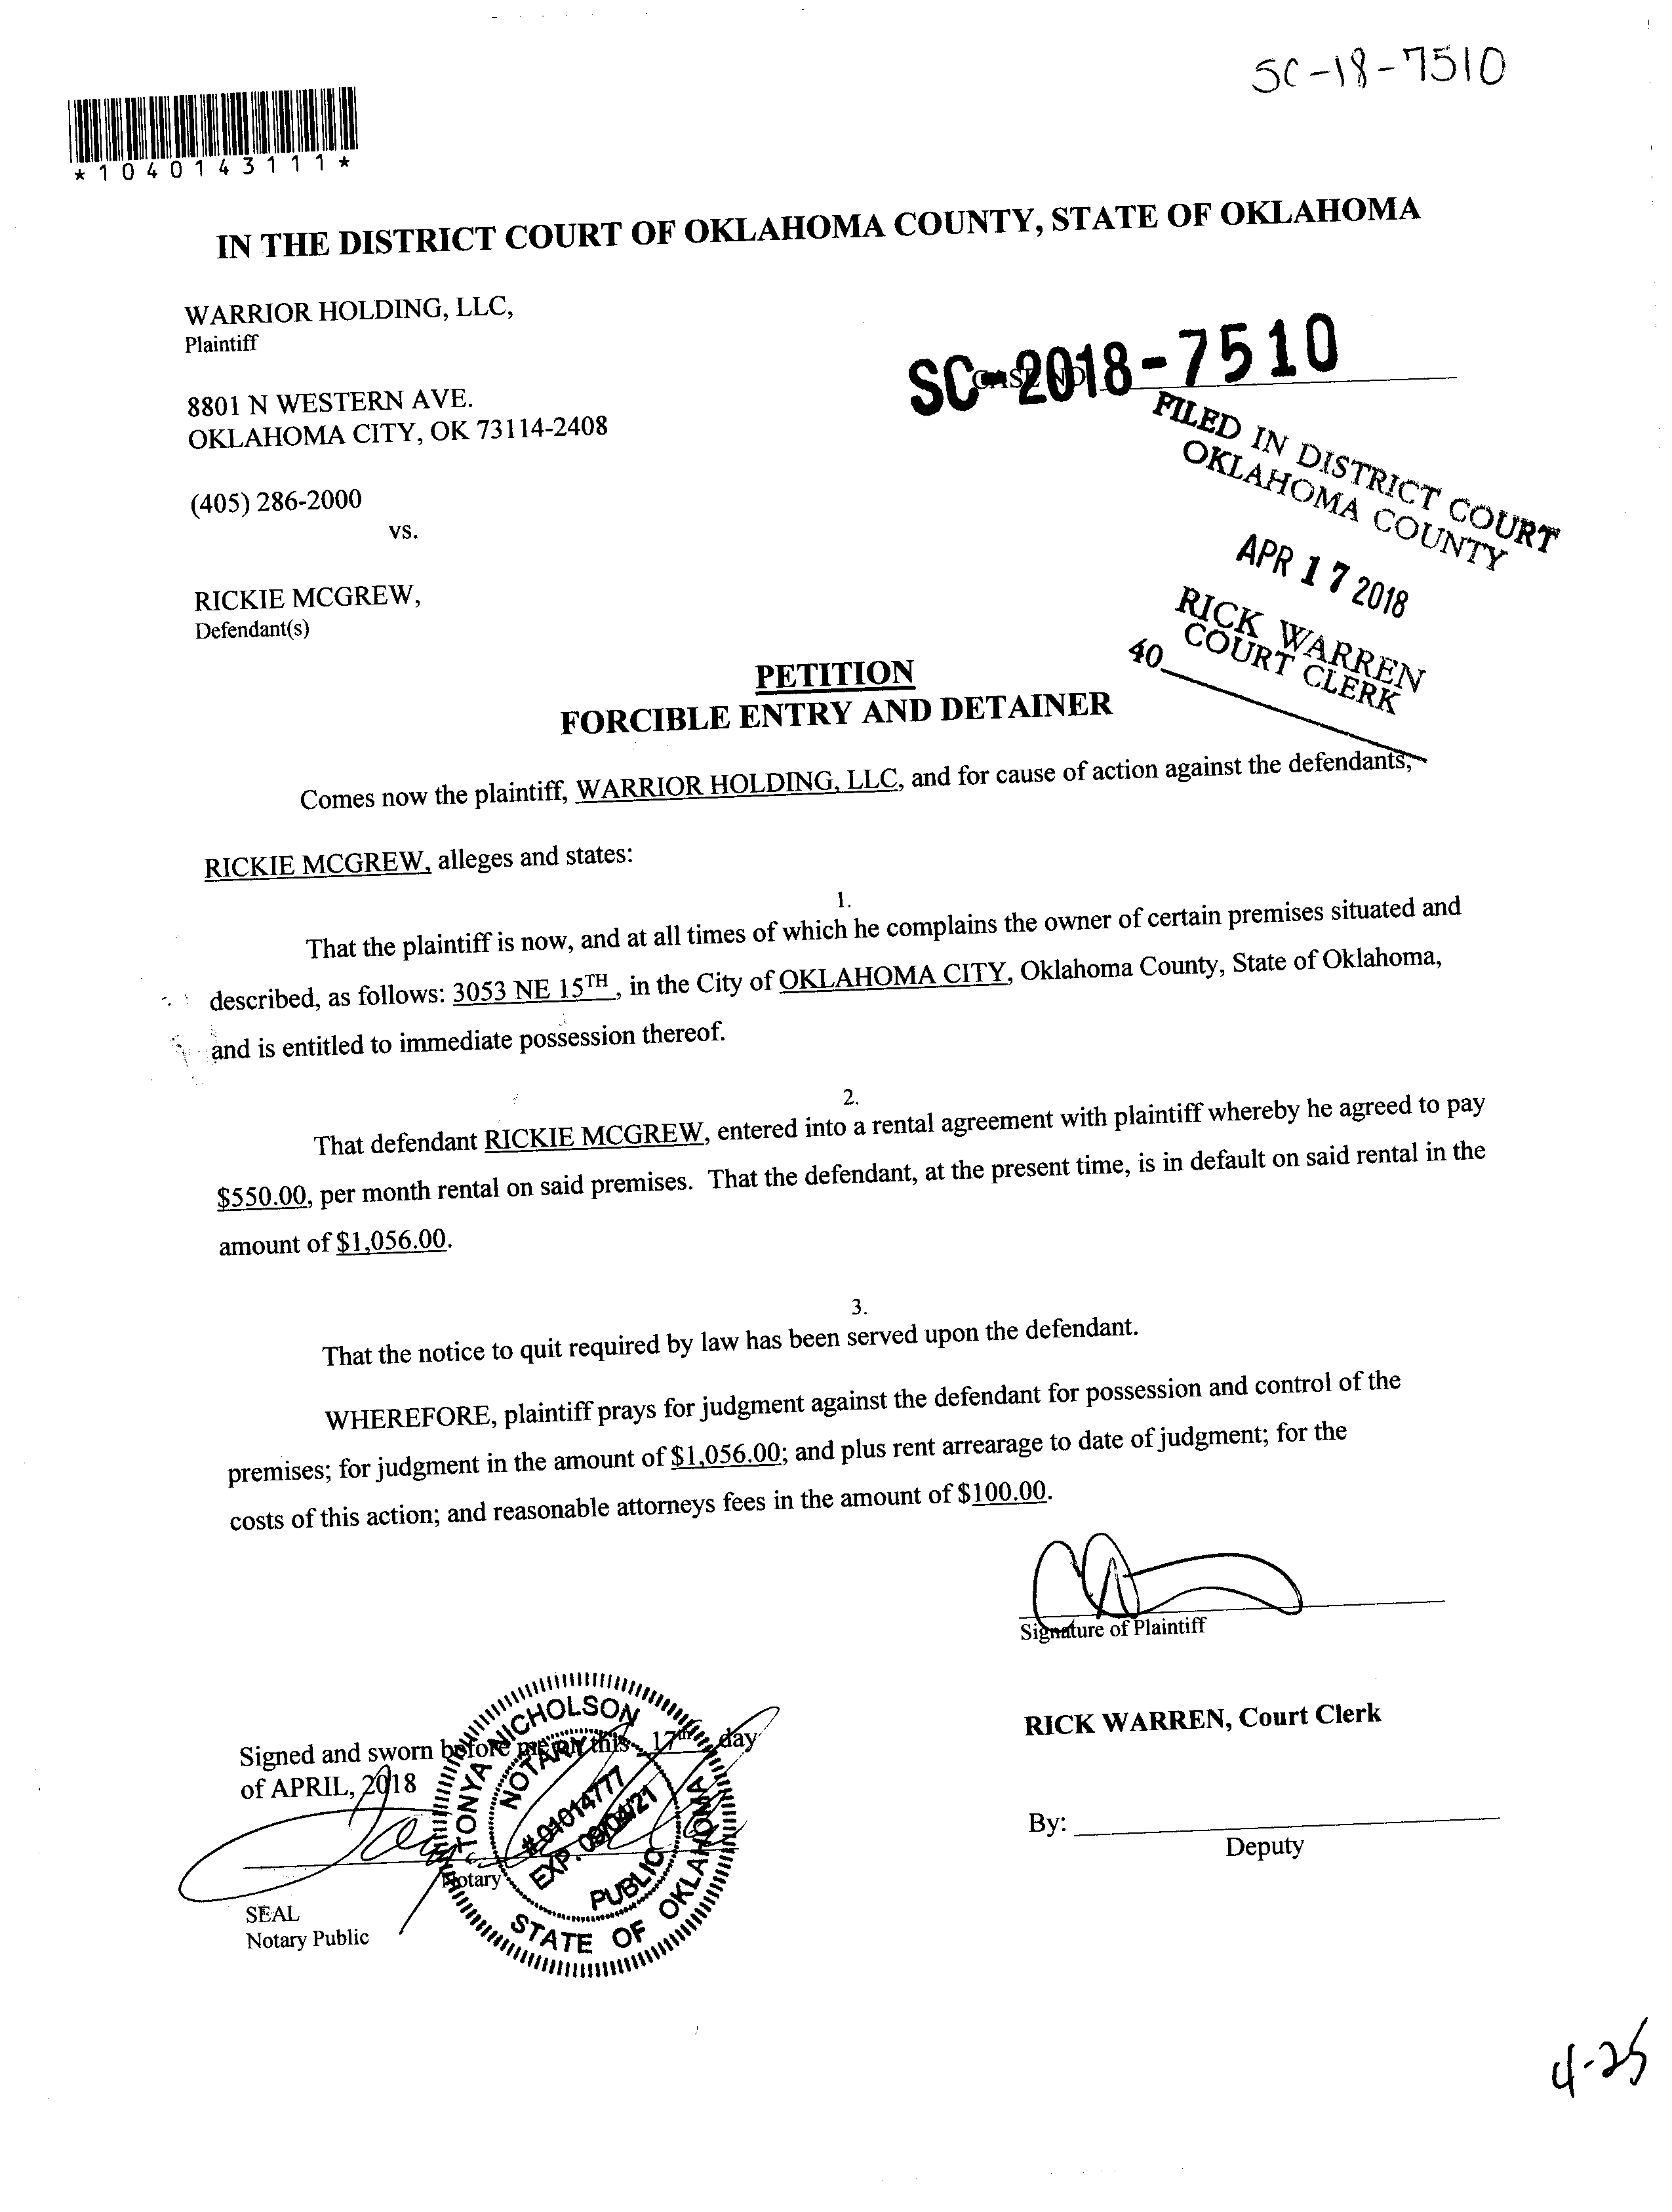 SC-18-7510
*1040143111*
IN THE DISTRICT COURT OF OKLAHOMA COUNTY, STATE OF OKLAHOMA
WARRIOR HOLDING, LLC,
Plaintiff
8801 N WESTERN AVE.
OKLAHOMA CITY, OK 73114-2408
(405) 286-2000
vs.
RICKIE MCGREW,
Defendant(s)
CASE NO
SC-2018-7510
FILED IN DISTRICT COURT
OKLAHOMA COUNTY
APR 17 2018
RICK WARREN
COURT CLERK
40
PETITION
FORCIBLE ENTRY AND DETAINER
Comes now the plaintiff, WARRIOR HOLDING, LLC, and for cause of action against the defendants,
RICKIE MCGREW, alleges and states:
1.
That the plaintiff is now, and at all times of which he complains the owner of certain premises situated and
described, as follows: 3053 NE 15TH , in the City of OKLAHOMA CITY, Oklahoma County, State of Oklahoma,
and is entitled to immediate possession thereof.
2.
That defendant RICKIE MCGREW, entered into a rental agreement with plaintiff whereby he agreed to pay
$550.00, per month rental on said premises. That the defendant, at the present time, is in default on said rental in the
amount of $1,056.00.
3.
That the notice to quit required by law has been served upon the defendant.
WHEREFORE, plaintiff prays for judgment against the defendant for possession and control of the
premises; for judgment in the amount of $1,056.00; and plus rent arrearage to date of judgment; for the
costs of this action; and reasonable attorneys fees in the amount of $100.00.
Signature of Plaintiff
RICK WARREN, Court Clerk
Signed and sworn before me on this 17th day
of APRIL, 2018
By:
Deputy
Notary
SEAL
Notary Public
TONYA NICHOLSON
NOTARY
#01014777
EXP. 09/04/21
PUBLIC
STATE OF OKLAHOMA
4-25